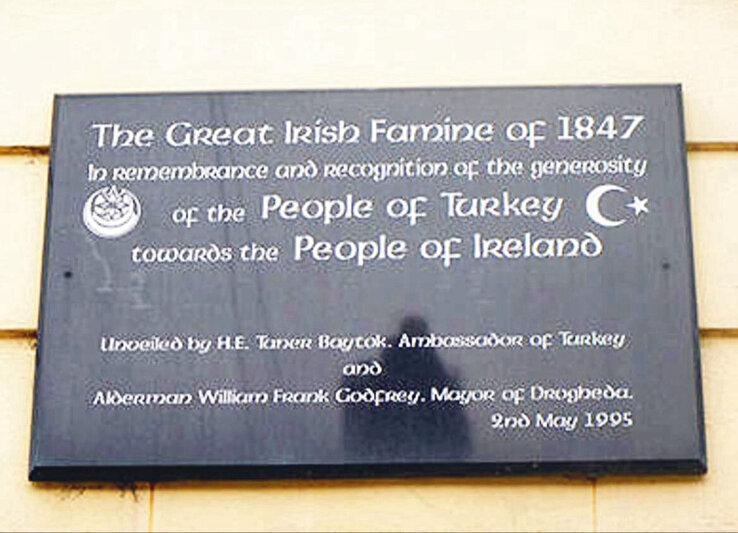 The Great Irish Famine of 1847
In remembrance and recognition of the generosity
of the People of Turkey
towards the People of Ireland
Unveiled by H.E. Taner Baytok. Ambassador of Turkey
and
Alderman William Frank Godfrey. Mayor of Drogheda.
2nd May 1995